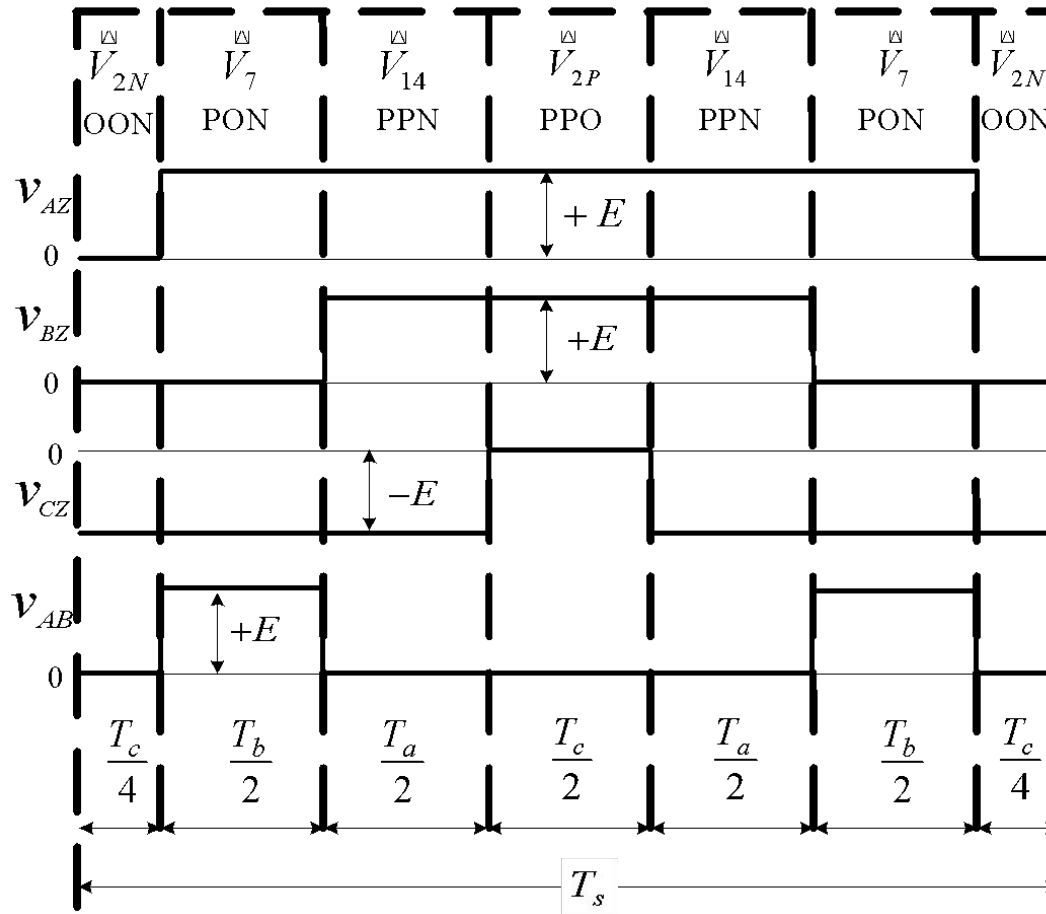 V2N V7 V14 V2P V14 V7 V2N
OON PON PPN PPO PPN PON OON
vAZ
+E
0
vBZ
+E
0
0
vCZ
−E
vAB
+E
0
Tc/4 Tb/2 Ta/2 Tc/2 Ta/2 Tb/2 Tc/4
Ts